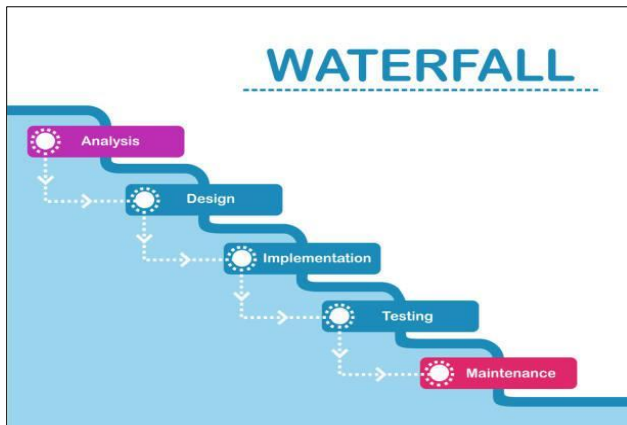 WATERFALL
Analysis
Design
Implementation
Testing
Maintenance